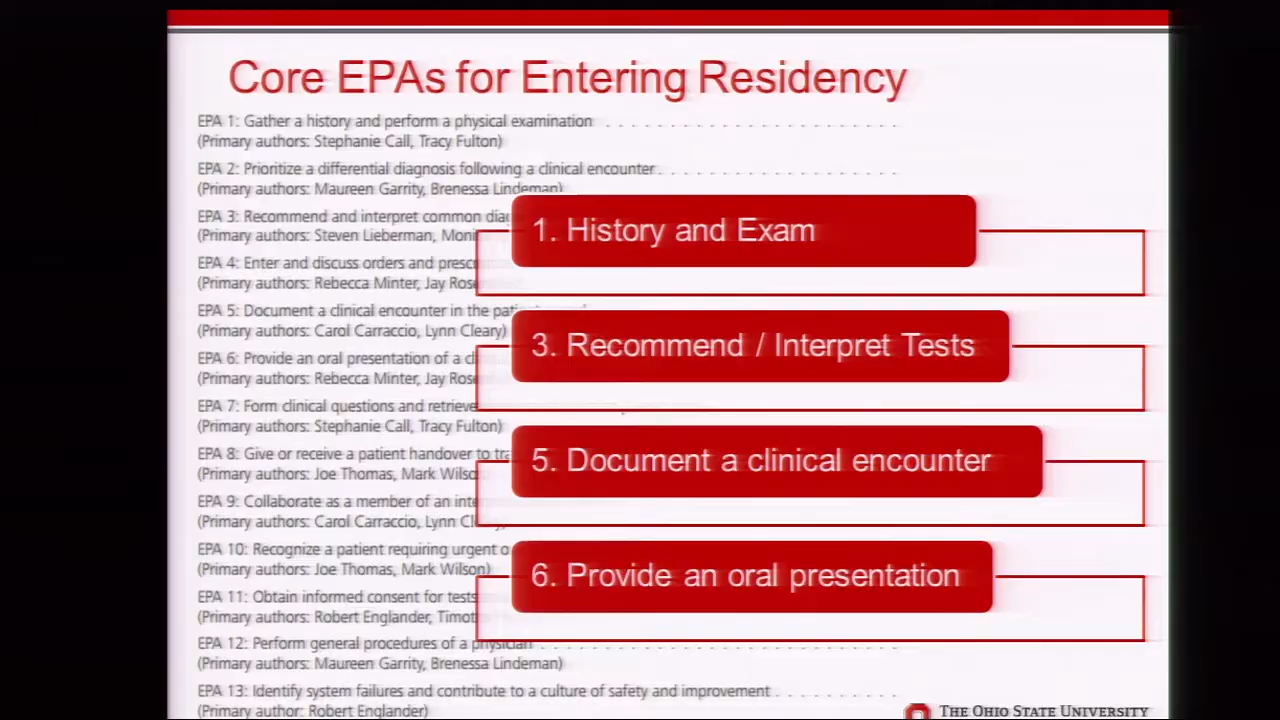 Core EPAs for Entering Residency
EPA 1: Gather a history and perform a physical examination
(Primary authors: Stephanie Call, Tracy Fulton)
EPA 2: Prioritize a differential diagnosis following a clinical encounter
(Primary authors: Maureen Garrity, Brenessa Lindeman)
EPA 3: Recommend and interpret common
(Primary authors: Steven Lieberman,
1. History and Exam
EPA 4: Enter and discuss orders and
(Primary authors: Rebecca Minter, Jay
EPA 5: Document a clinical encounter in the
(Primary authors: Carol Carraccio, Lynn Cleary)
3. Recommend / Interpret Tests
EPA 6: Provide an oral presentation of a
(Primary authors: Rebecca Minter, Jay
EPA 7: Form clinical questions and retrieve
(Primary authors: Stephanie Call, Tracy Fulton)
5. Document a clinical encounter
EPA 8: Give or receive a patient handover to
(Primary authors: Joe Thomas, Mark
EPA 9: Collaborate as a member of an
(Primary authors: Carol Carraccio, Lynn
EPA 10: Recognize a patient requiring urgent
(Primary authors: Joe Thomas, Mark Wilson)
6. Provide an oral presentation
EPA 11: Obtain informed consent for tests
(Primary authors: Robert Englander,
EPA 12: Perform general procedures of a physician
(Primary authors: Maureen Garrity, Brenessa Lindeman)
EPA 13: Identify system failures and contribute to a culture of safety and improvement
(Primary author: Robert Englander)
THE OHIO STATE UNIVERSITY